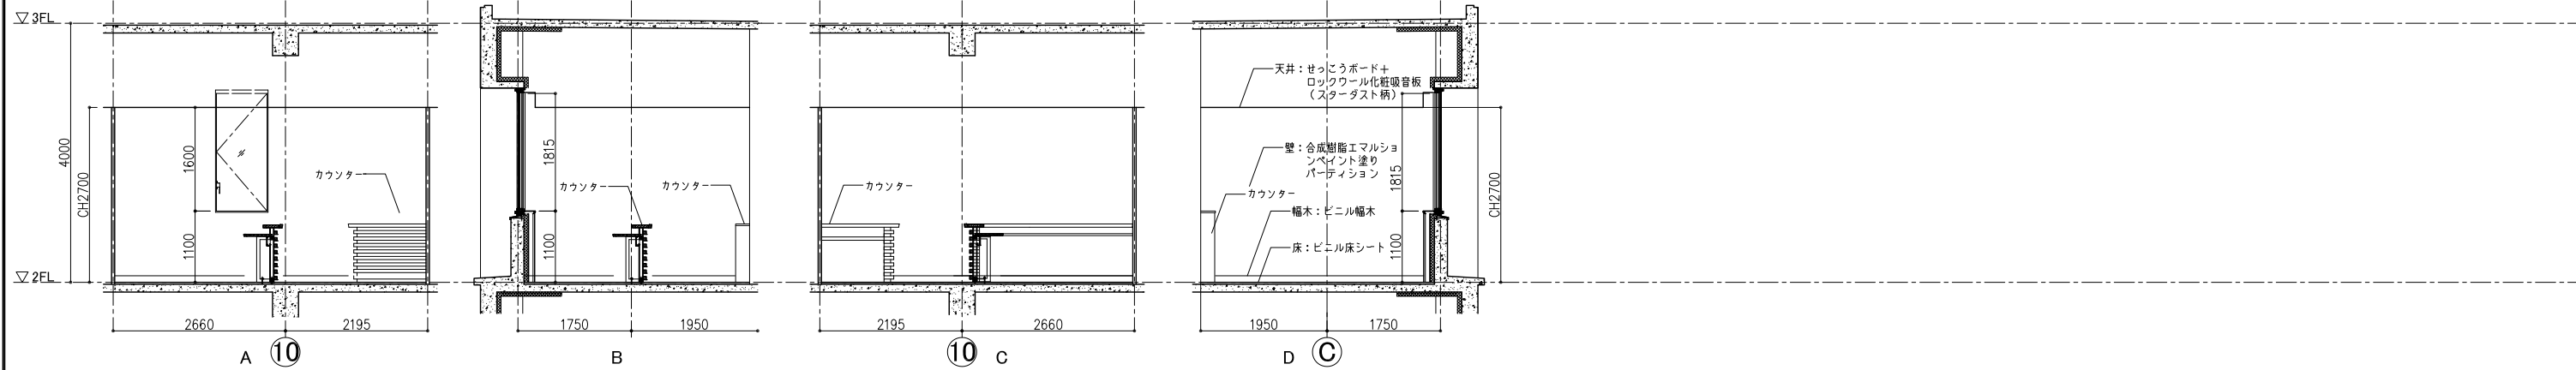 ▽3FL
4000
CH2700
1600
1100
カウンター
▽2FL
2660
2195
A
10
1815
1100
カウンター
カウンター
1750
1950
B
カウンター
2195
2660
10
C
天井：せっこうボード＋
ロックウール化粧吸音板
（スターダスト柄）
壁：合成樹脂エマルショ
ンペイント塗り
パーティション
カウンター
幅木：ビニル幅木
床：ビニル床シート
1815
1100
CH2700
1950
1750
D
C